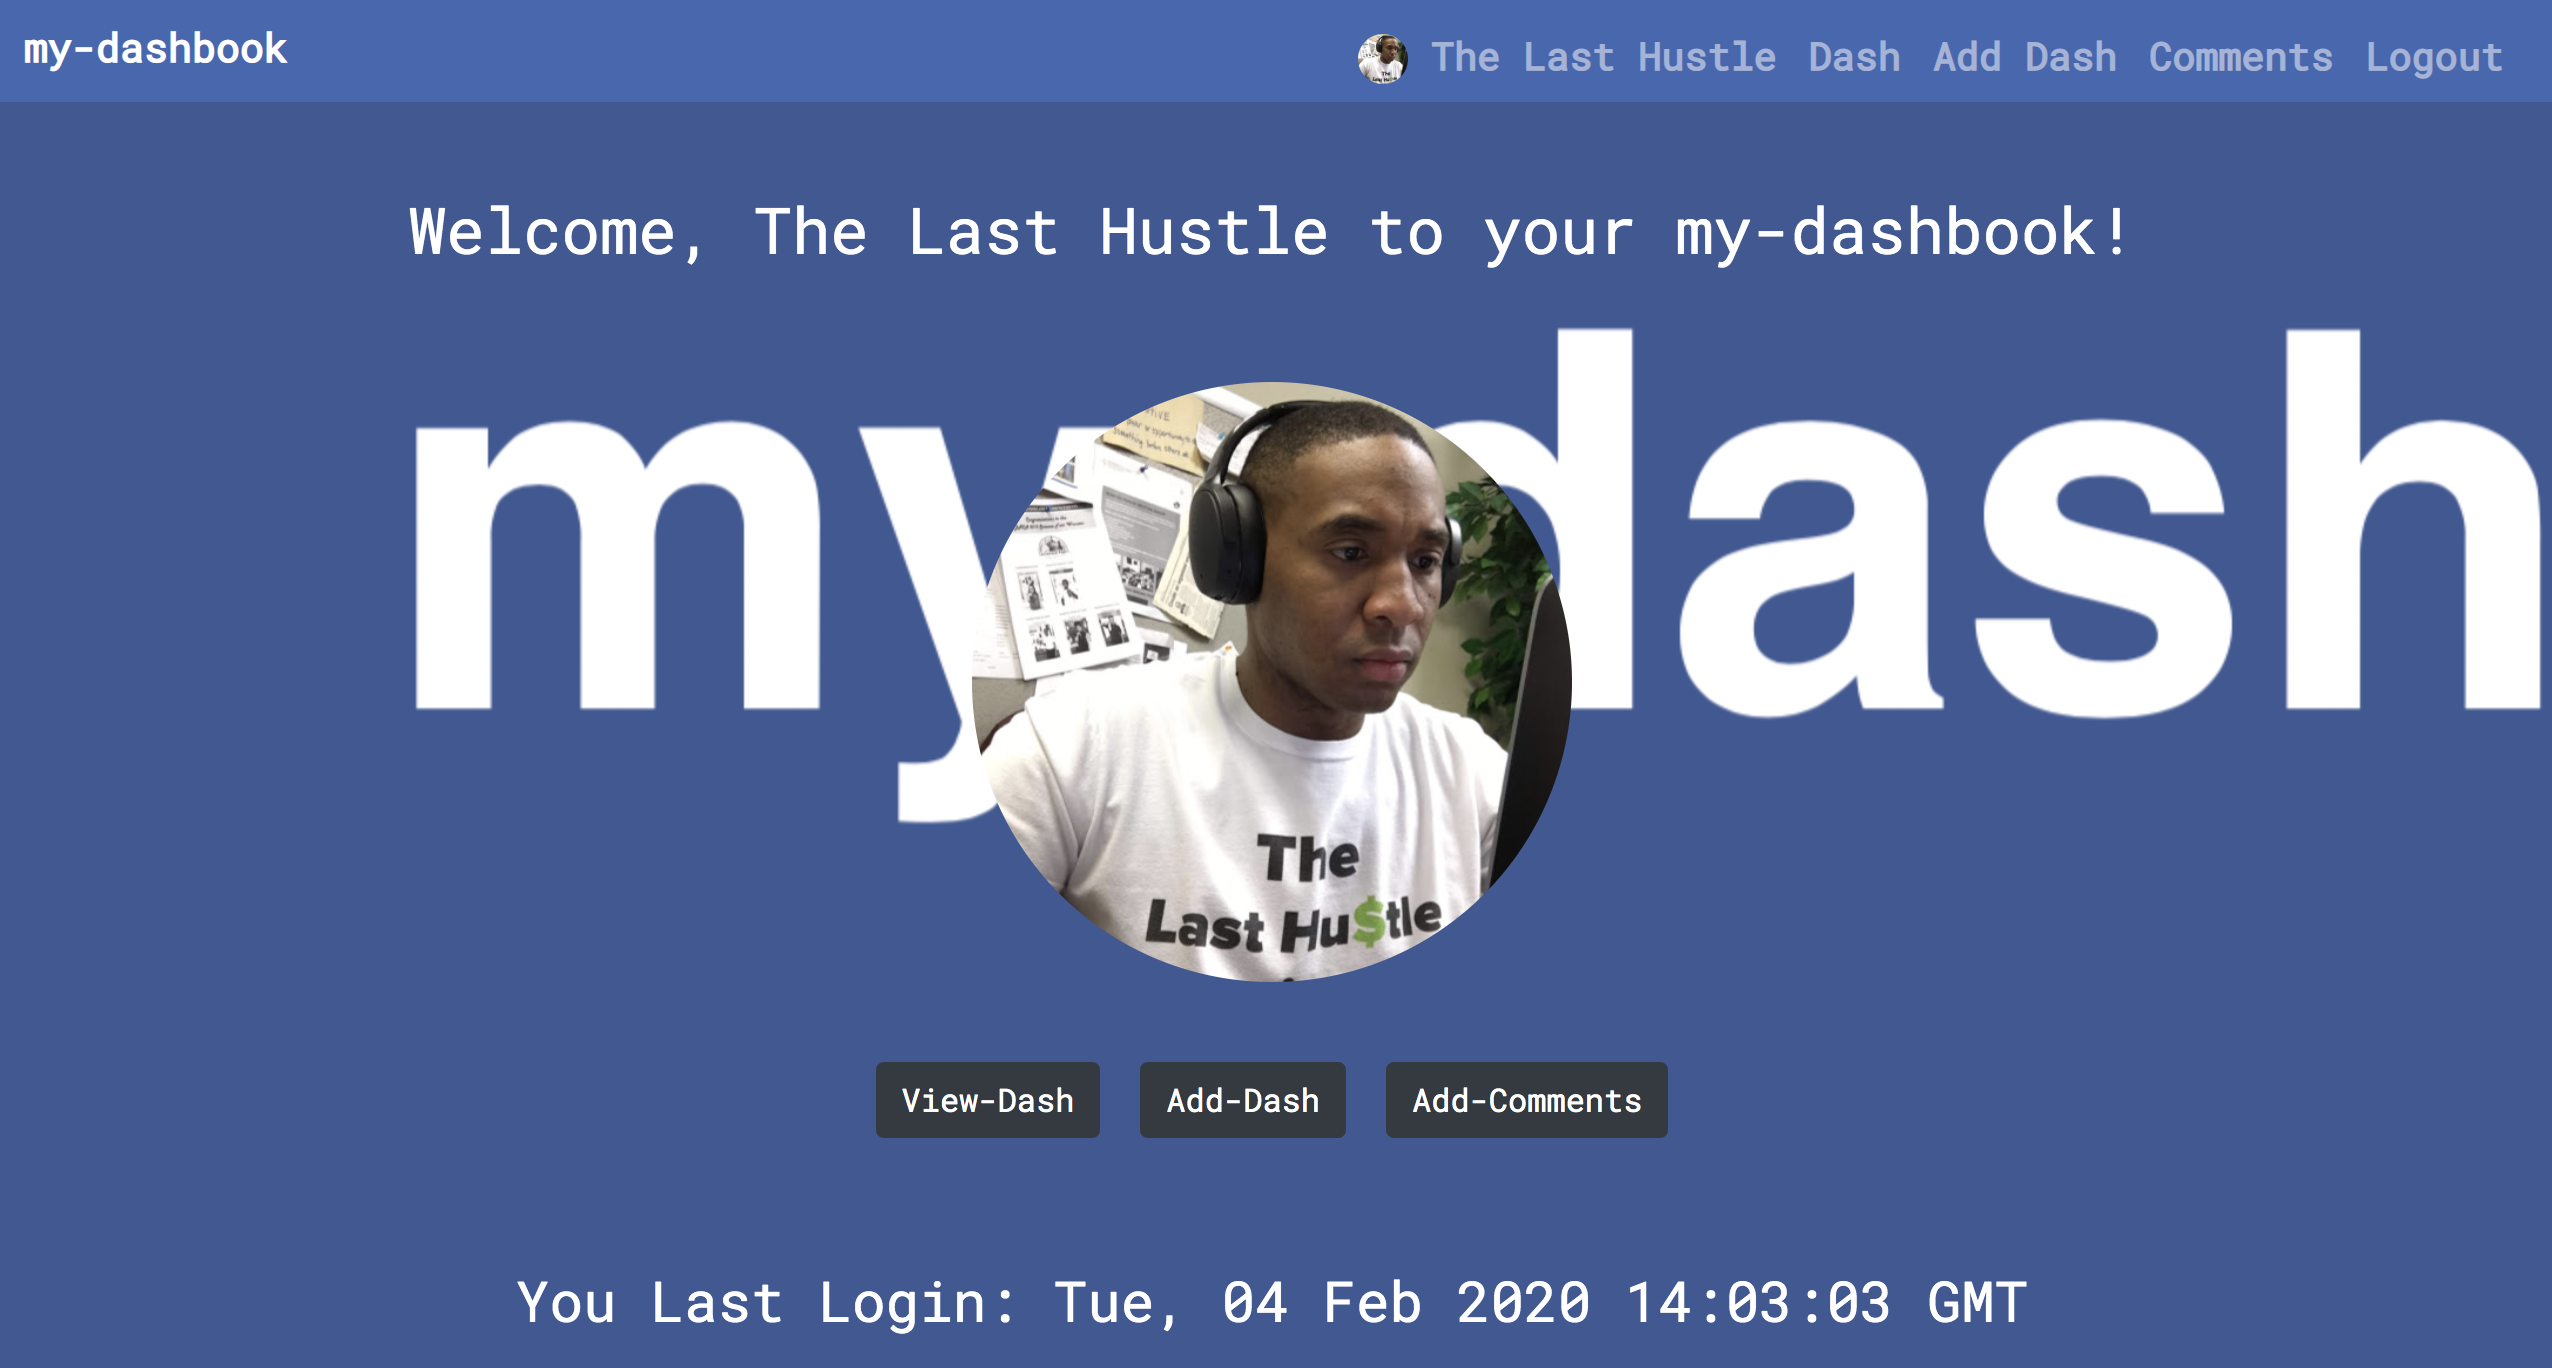 my-dashbook
The Last Hustle Dash Add Dash Comments Logout
Welcome, The Last Hustle to your my-dashbook!
my dash
The
Last Hu$tle
View-Dash Add-Dash Add-Comments
You Last Login: Tue, 04 Feb 2020 14:03:03 GMT